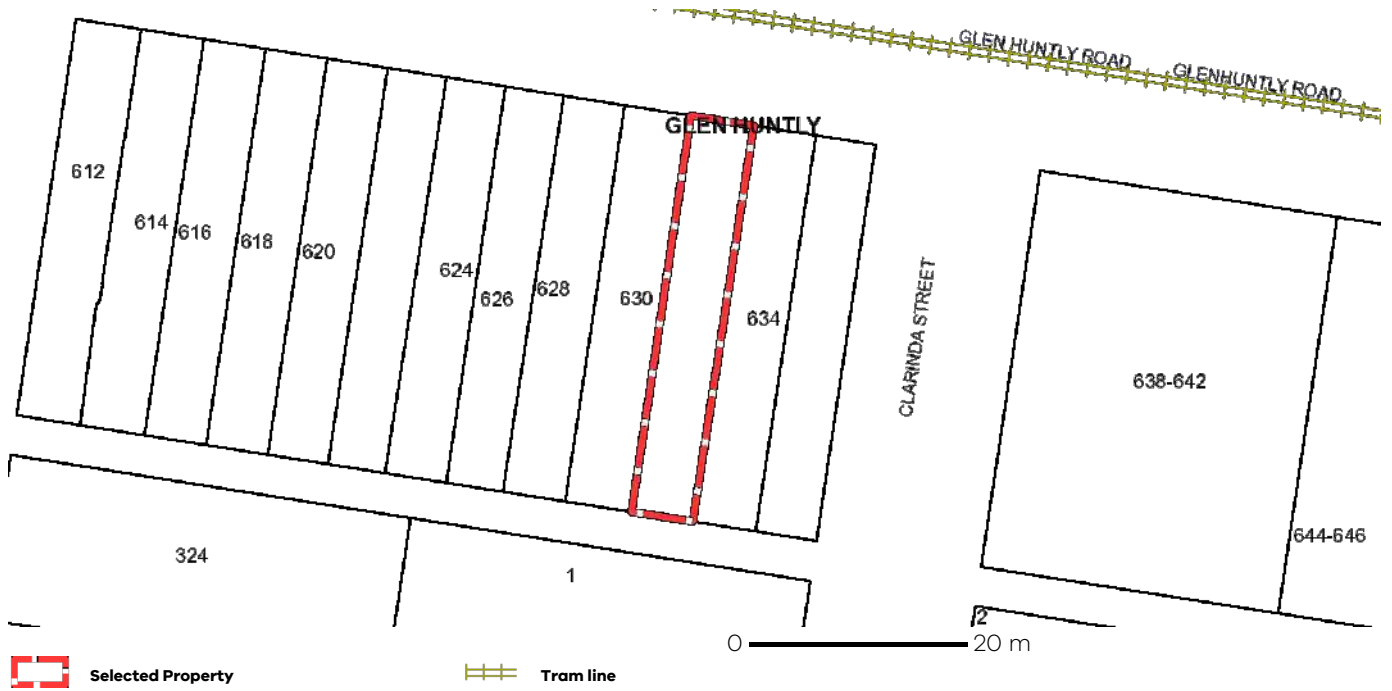 GLEN HUNTLY ROAD
GLENHUNTLY ROAD
GLEN HUNTLY
612
614
616
618
620
624
626
628
630
634
CLARINDA STREET
638-642
644-646
324
1
2
0 20 m
Selected Property
Tram line